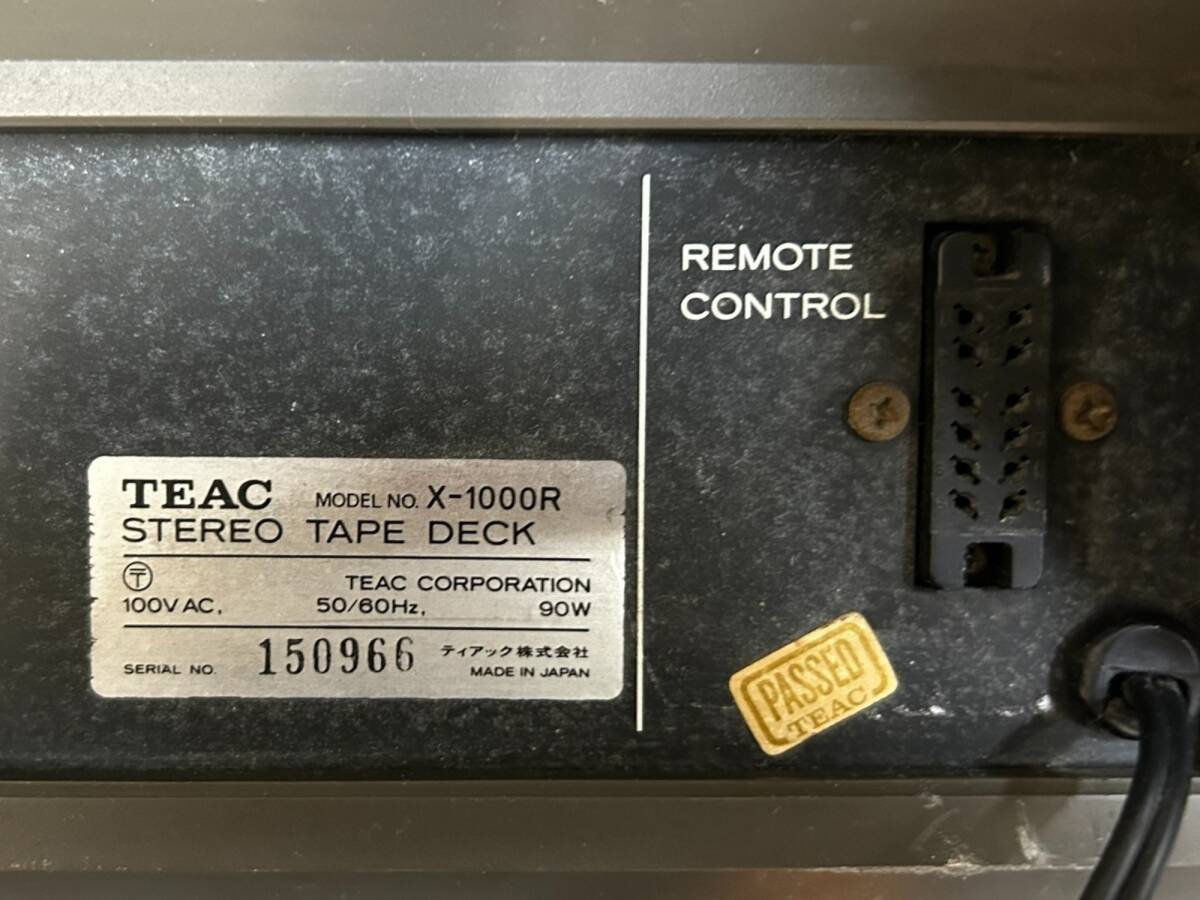 REMOTE
CONTROL
TEAC MODEL NO. X-1000R
STEREO TAPE DECK
〶 TEAC CORPORATION
100V AC, 50/60Hz, 90W
SERIAL NO. 150966 ティアック株式会社
MADE IN JAPAN
PASSED
TEAC